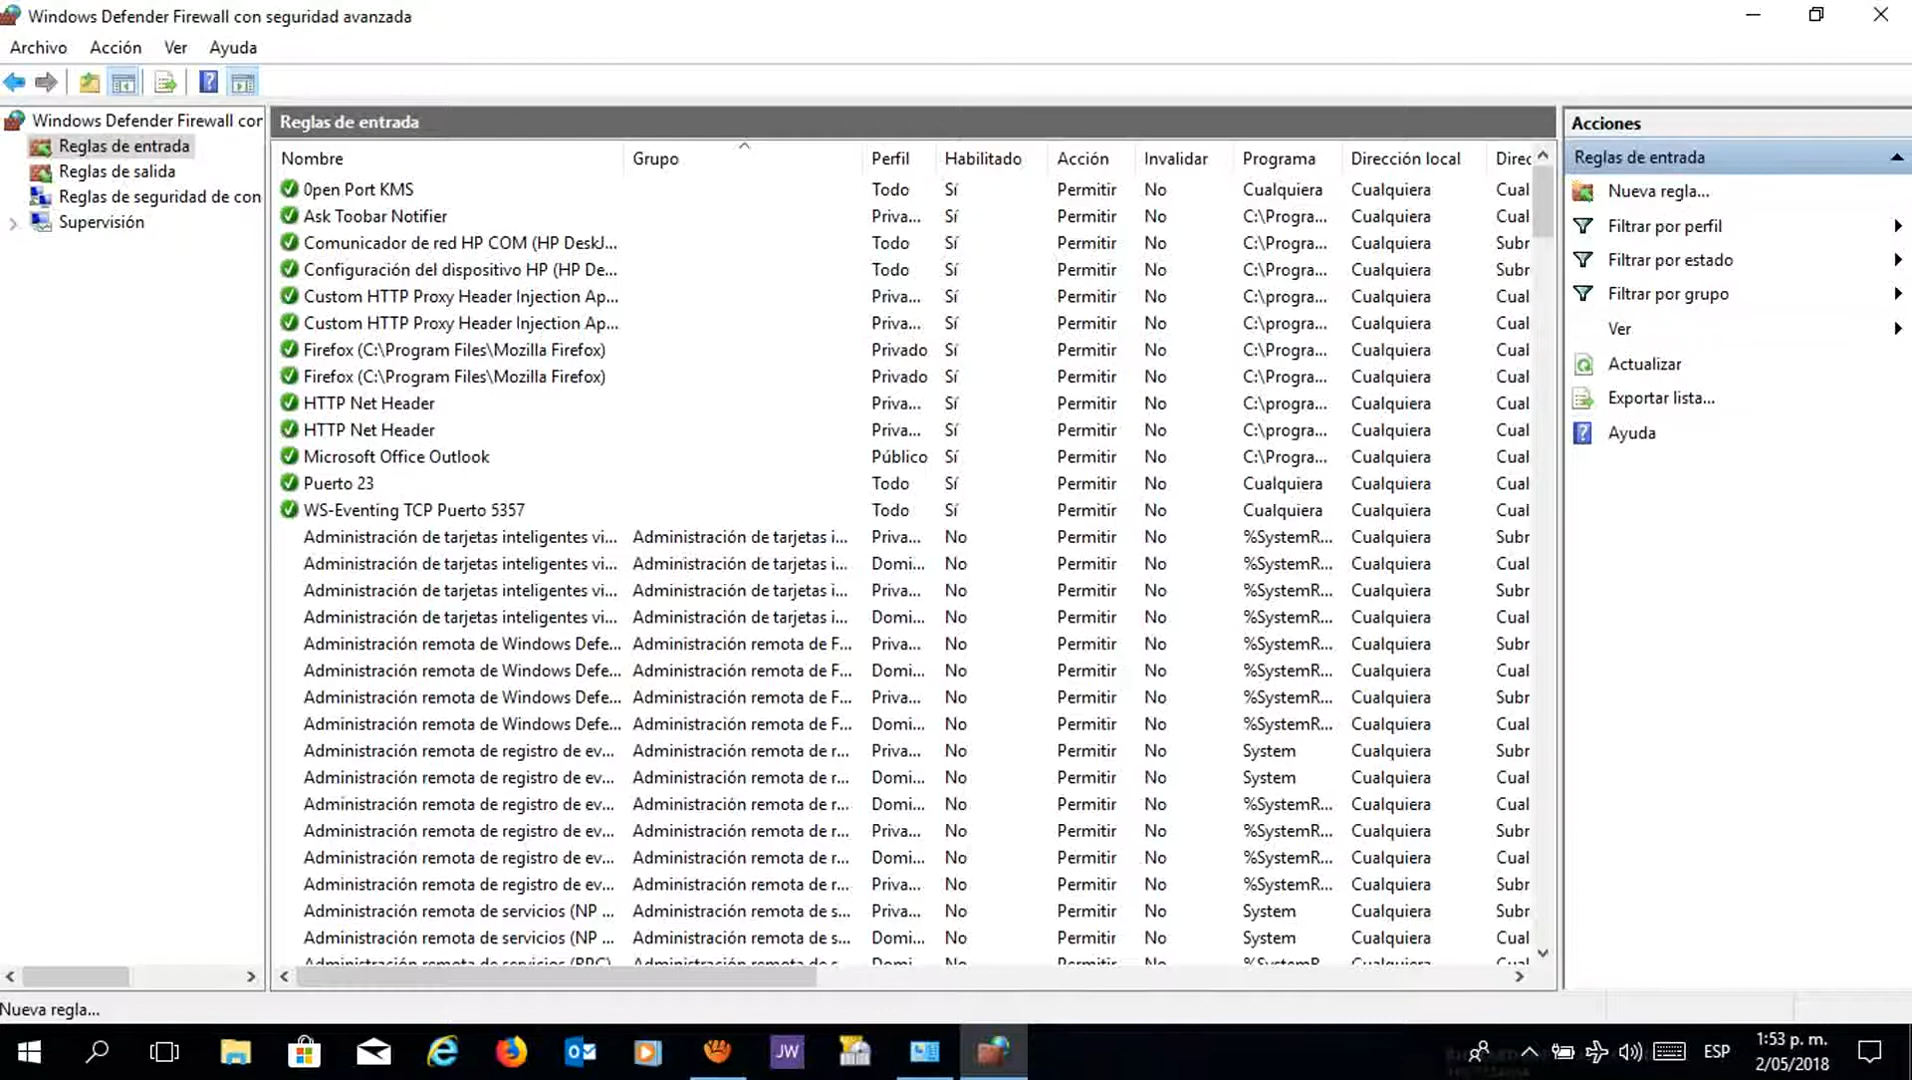 Windows Defender Firewall con seguridad avanzada
Archivo Acción Ver Ayuda
Windows Defender Firewall con
Reglas de entrada
Reglas de salida
Reglas de seguridad de con
Supervisión
Reglas de entrada
Nombre Grupo Perfil Habilitado Acción Invalidar Programa Dirección local Direc
0pen Port KMS Todo Sí Permitir No Cualquiera Cualquiera Cual
Ask Toobar Notifier Priva... Sí Permitir No C:\Progra... Cualquiera Cual
Comunicador de red HP COM (HP DeskJ... Todo Sí Permitir No C:\Progra... Cualquiera Subr
Configuración del dispositivo HP (HP De... Todo Sí Permitir No C:\Progra... Cualquiera Subr
Custom HTTP Proxy Header Injection Ap... Priva... Sí Permitir No C:\progra... Cualquiera Cual
Custom HTTP Proxy Header Injection Ap... Priva... Sí Permitir No C:\progra... Cualquiera Cual
Firefox (C:\Program Files\Mozilla Firefox) Privado Sí Permitir No C:\Progra... Cualquiera Cual
Firefox (C:\Program Files\Mozilla Firefox) Privado Sí Permitir No C:\Progra... Cualquiera Cual
HTTP Net Header Priva... Sí Permitir No C:\progra... Cualquiera Cual
HTTP Net Header Priva... Sí Permitir No C:\progra... Cualquiera Cual
Microsoft Office Outlook Público Sí Permitir No C:\Progra... Cualquiera Cual
Puerto 23 Todo Sí Permitir No Cualquiera Cualquiera Cual
WS-Eventing TCP Puerto 5357 Todo Sí Permitir No Cualquiera Cualquiera Cual
Administración de tarjetas inteligentes vi... Administración de tarjetas i... Priva... No Permitir No %SystemR... Cualquiera Subr
Administración de tarjetas inteligentes vi... Administración de tarjetas i... Domi... No Permitir No %SystemR... Cualquiera Cual
Administración de tarjetas inteligentes vi... Administración de tarjetas i... Priva... No Permitir No %SystemR... Cualquiera Subr
Administración de tarjetas inteligentes vi... Administración de tarjetas i... Domi... No Permitir No %SystemR... Cualquiera Cual
Administración remota de Windows Defe... Administración remota de F... Priva... No Permitir No %SystemR... Cualquiera Subr
Administración remota de Windows Defe... Administración remota de F... Domi... No Permitir No %SystemR... Cualquiera Cual
Administración remota de Windows Defe... Administración remota de F... Priva... No Permitir No %SystemR... Cualquiera Subr
Administración remota de Windows Defe... Administración remota de F... Domi... No Permitir No %SystemR... Cualquiera Cual
Administración remota de registro de ev... Administración remota de r... Priva... No Permitir No System Cualquiera Subr
Administración remota de registro de ev... Administración remota de r... Domi... No Permitir No System Cualquiera Cual
Administración remota de registro de ev... Administración remota de r... Domi... No Permitir No %SystemR... Cualquiera Cual
Administración remota de registro de ev... Administración remota de r... Priva... No Permitir No %SystemR... Cualquiera Subr
Administración remota de registro de ev... Administración remota de r... Domi... No Permitir No %SystemR... Cualquiera Cual
Administración remota de registro de ev... Administración remota de r... Priva... No Permitir No %SystemR... Cualquiera Subr
Administración remota de servicios (NP ... Administración remota de s... Priva... No Permitir No System Cualquiera Subr
Administración remota de servicios (NP ... Administración remota de s... Domi... No Permitir No System Cualquiera Cual
Administración remota de servicios (RPC) Administración remota de s... Domi... No Permitir No %SystemR... Cualquiera Cual
Acciones
Reglas de entrada
Nueva regla...
Filtrar por perfil
Filtrar por estado
Filtrar por grupo
Ver
Actualizar
Exportar lista...
Ayuda
Nueva regla...
JW
ESP
1:53 p. m.
2/05/2018